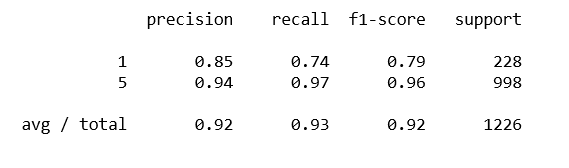 precision recall f1-score support
1 0.85 0.74 0.79 228
5 0.94 0.97 0.96 998
avg / total 0.92 0.93 0.92 1226